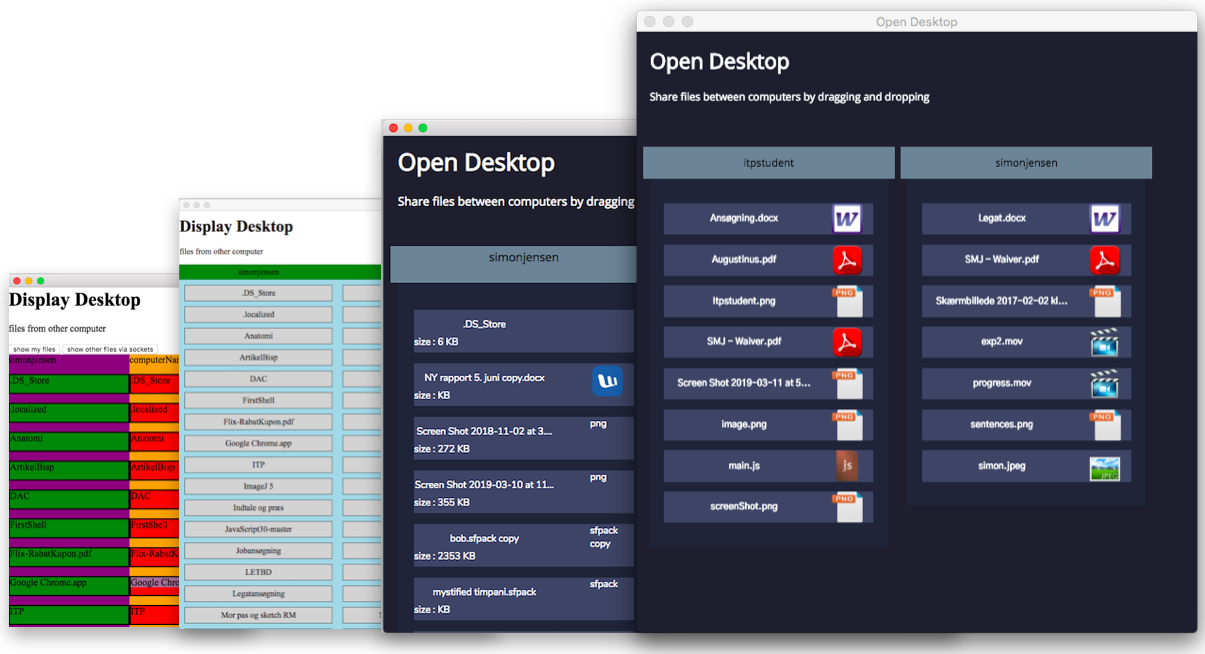 Display Desktop
files from other computer
show my files
show other files via sockets
simonjensen
.DS_Store
.DS_Store
.localized
.localized
Anatomi
Anatomi
ArtikelBisp
ArtikelBisp
DAC
DAC
FirstShell
FirstShell
Flix-RabatKupon.pdf
Google Chrome.app
ITP
ITP
Display Desktop
files from other computer
simonjensen
.DS_Store
.localized
Anatomi
ArtikelBisp
DAC
FirstShell
Flix-RabatKupon.pdf
Google Chrome.app
ITP
ImageJ 5
Indtale og præs
JavaScript30-master
Jobansøgning
LETBD
Legatansøgning
Mor pas og sketch RM
Open Desktop
Share files between computers by dragging
simonjensen
.DS_Store
size : 6 KB
NY rapport 5. juni copy.docx
size : KB
Screen Shot 2018-11-02 at 3....
png
size : 272 KB
Screen Shot 2019-03-10 at 11...
png
size : 355 KB
bob.sfpack copy
sfpack
copy
size : 2353 KB
mystified timpani.sfpack
sfpack
size : KB
Open Desktop
Open Desktop
Share files between computers by dragging and dropping
itpstudent
Ansøgning.docx
W
Augustinus.pdf
Itpstudent.png
PNG
SMJ - Waiver.pdf
Screen Shot 2019-03-11 at 5...
PNG
image.png
PNG
main.js
js
screenShot.png
PNG
simonjensen
Legat.docx
W
SMJ - Waiver.pdf
Skærmbillede 2017-02-02 kl...
PNG
exp2.mov
progress.mov
sentences.png
PNG
simon.jpeg
JPEG